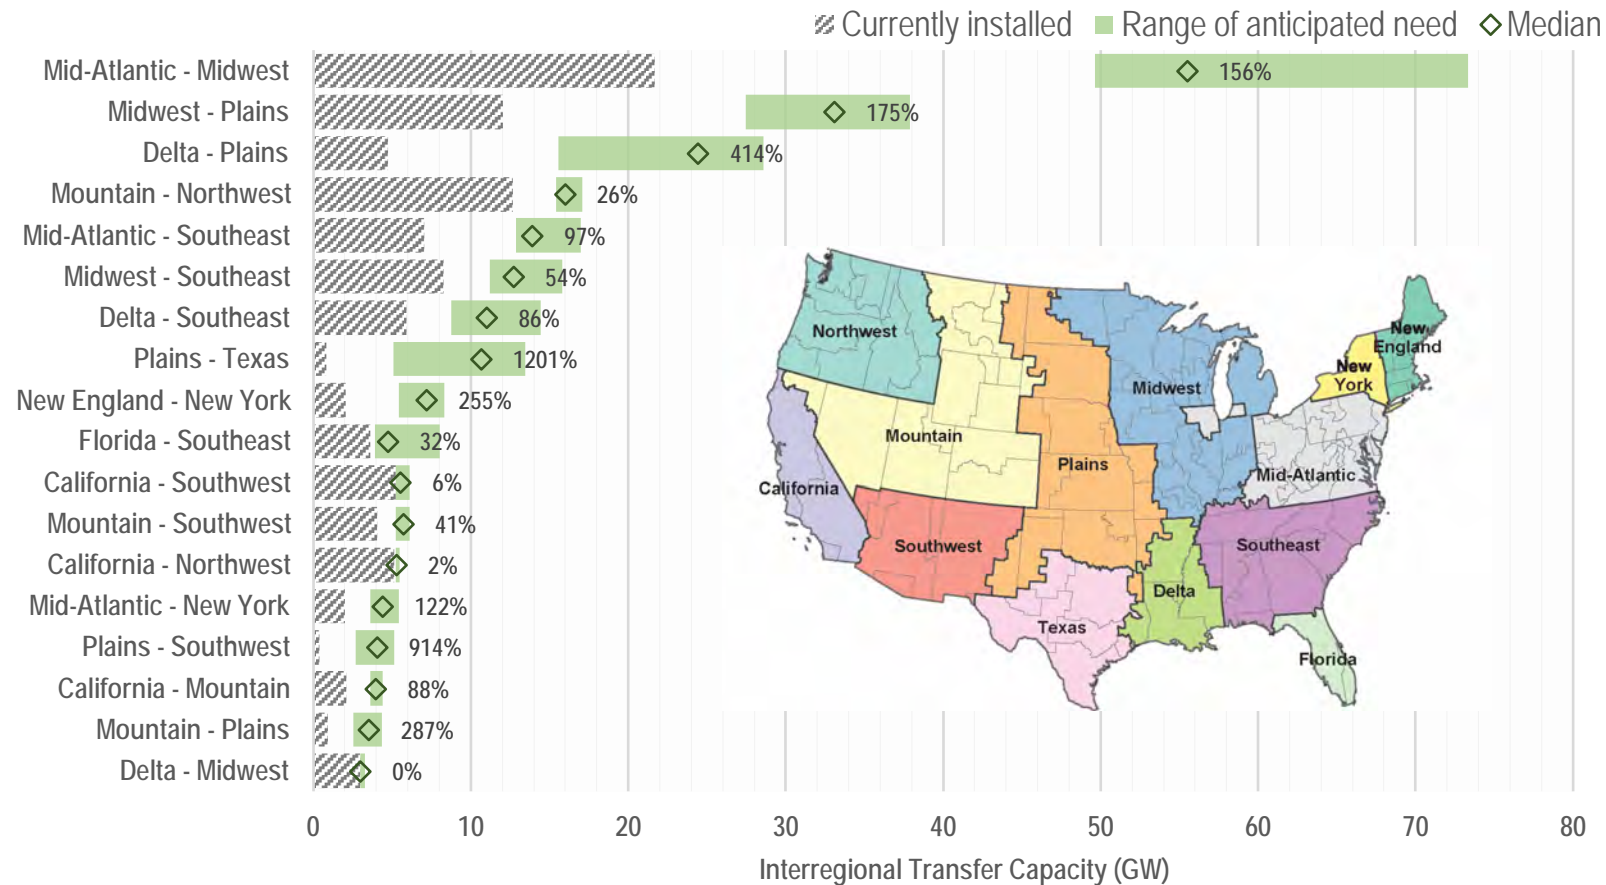 Currently installed Range of anticipated need Median
Mid-Atlantic - Midwest 156%
Midwest - Plains 175%
Delta - Plains 414%
Mountain - Northwest 26%
Mid-Atlantic - Southeast 97%
Midwest - Southeast 54%
Delta - Southeast 86%
Plains - Texas 1201%
New England - New York 255%
Florida - Southeast 32%
California - Southwest 6%
Mountain - Southwest 41%
California - Northwest 2%
Mid-Atlantic - New York 122%
Plains - Southwest 914%
California - Mountain 88%
Mountain - Plains 287%
Delta - Midwest 0%
Northwest
New
England
New
York
Midwest
Mountain
Plains
Mid-Atlantic
California
Southwest
Southeast
Delta
Texas
Florida
0 10 20 30 40 50 60 70 80
Interregional Transfer Capacity (GW)